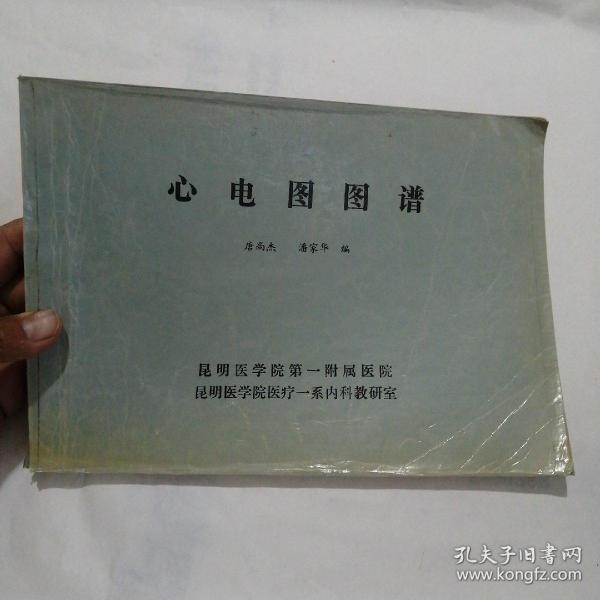 心电图图谱
唐尚杰 潘家华 编
昆明医学院第一附属医院
昆明医学院医疗一系内科教研室
孔夫子旧书网
www.kongfz.com